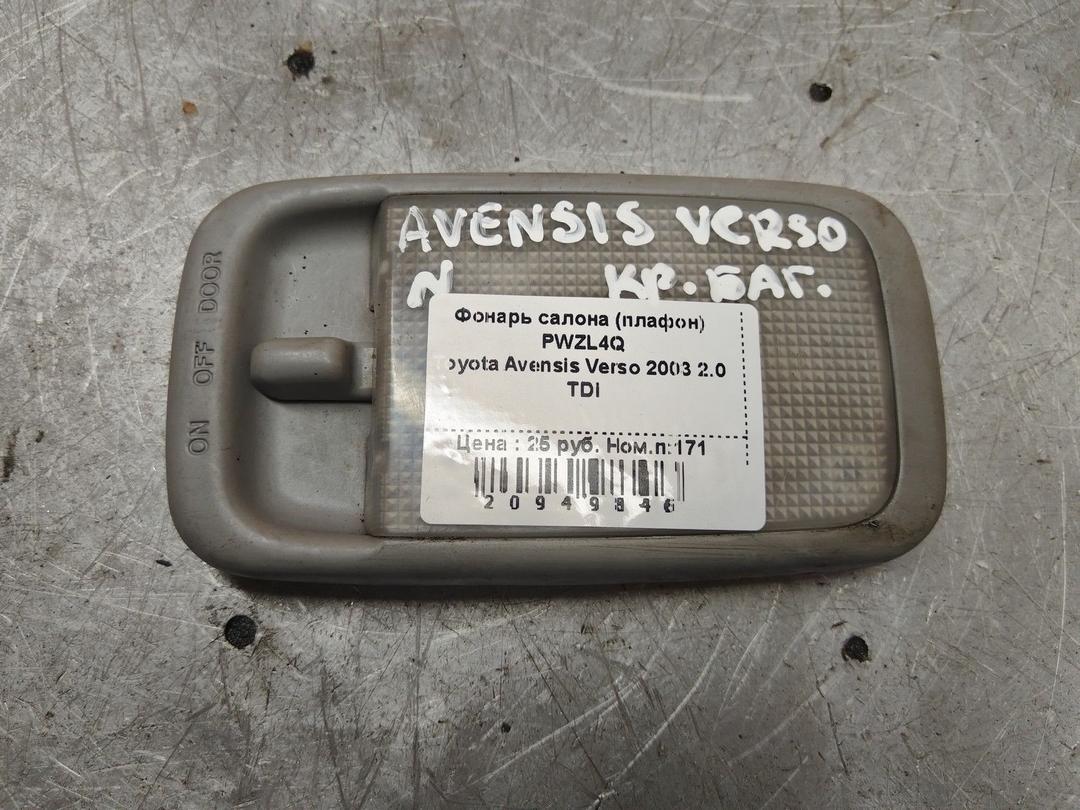 AVENSIS VERSO
N КР. БАГ.
DOOR
OFF
ON
Фонарь салона (плафон)
PWZL4Q
Toyota Avensis Verso 2003 2.0
TDI
Цена : 25 руб. Ном.п:171
20949846